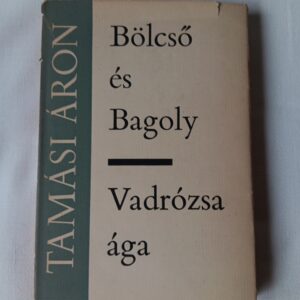 TAMÁSI ÁRON
Bölcső
és
Bagoly
Vadrózsa
ága